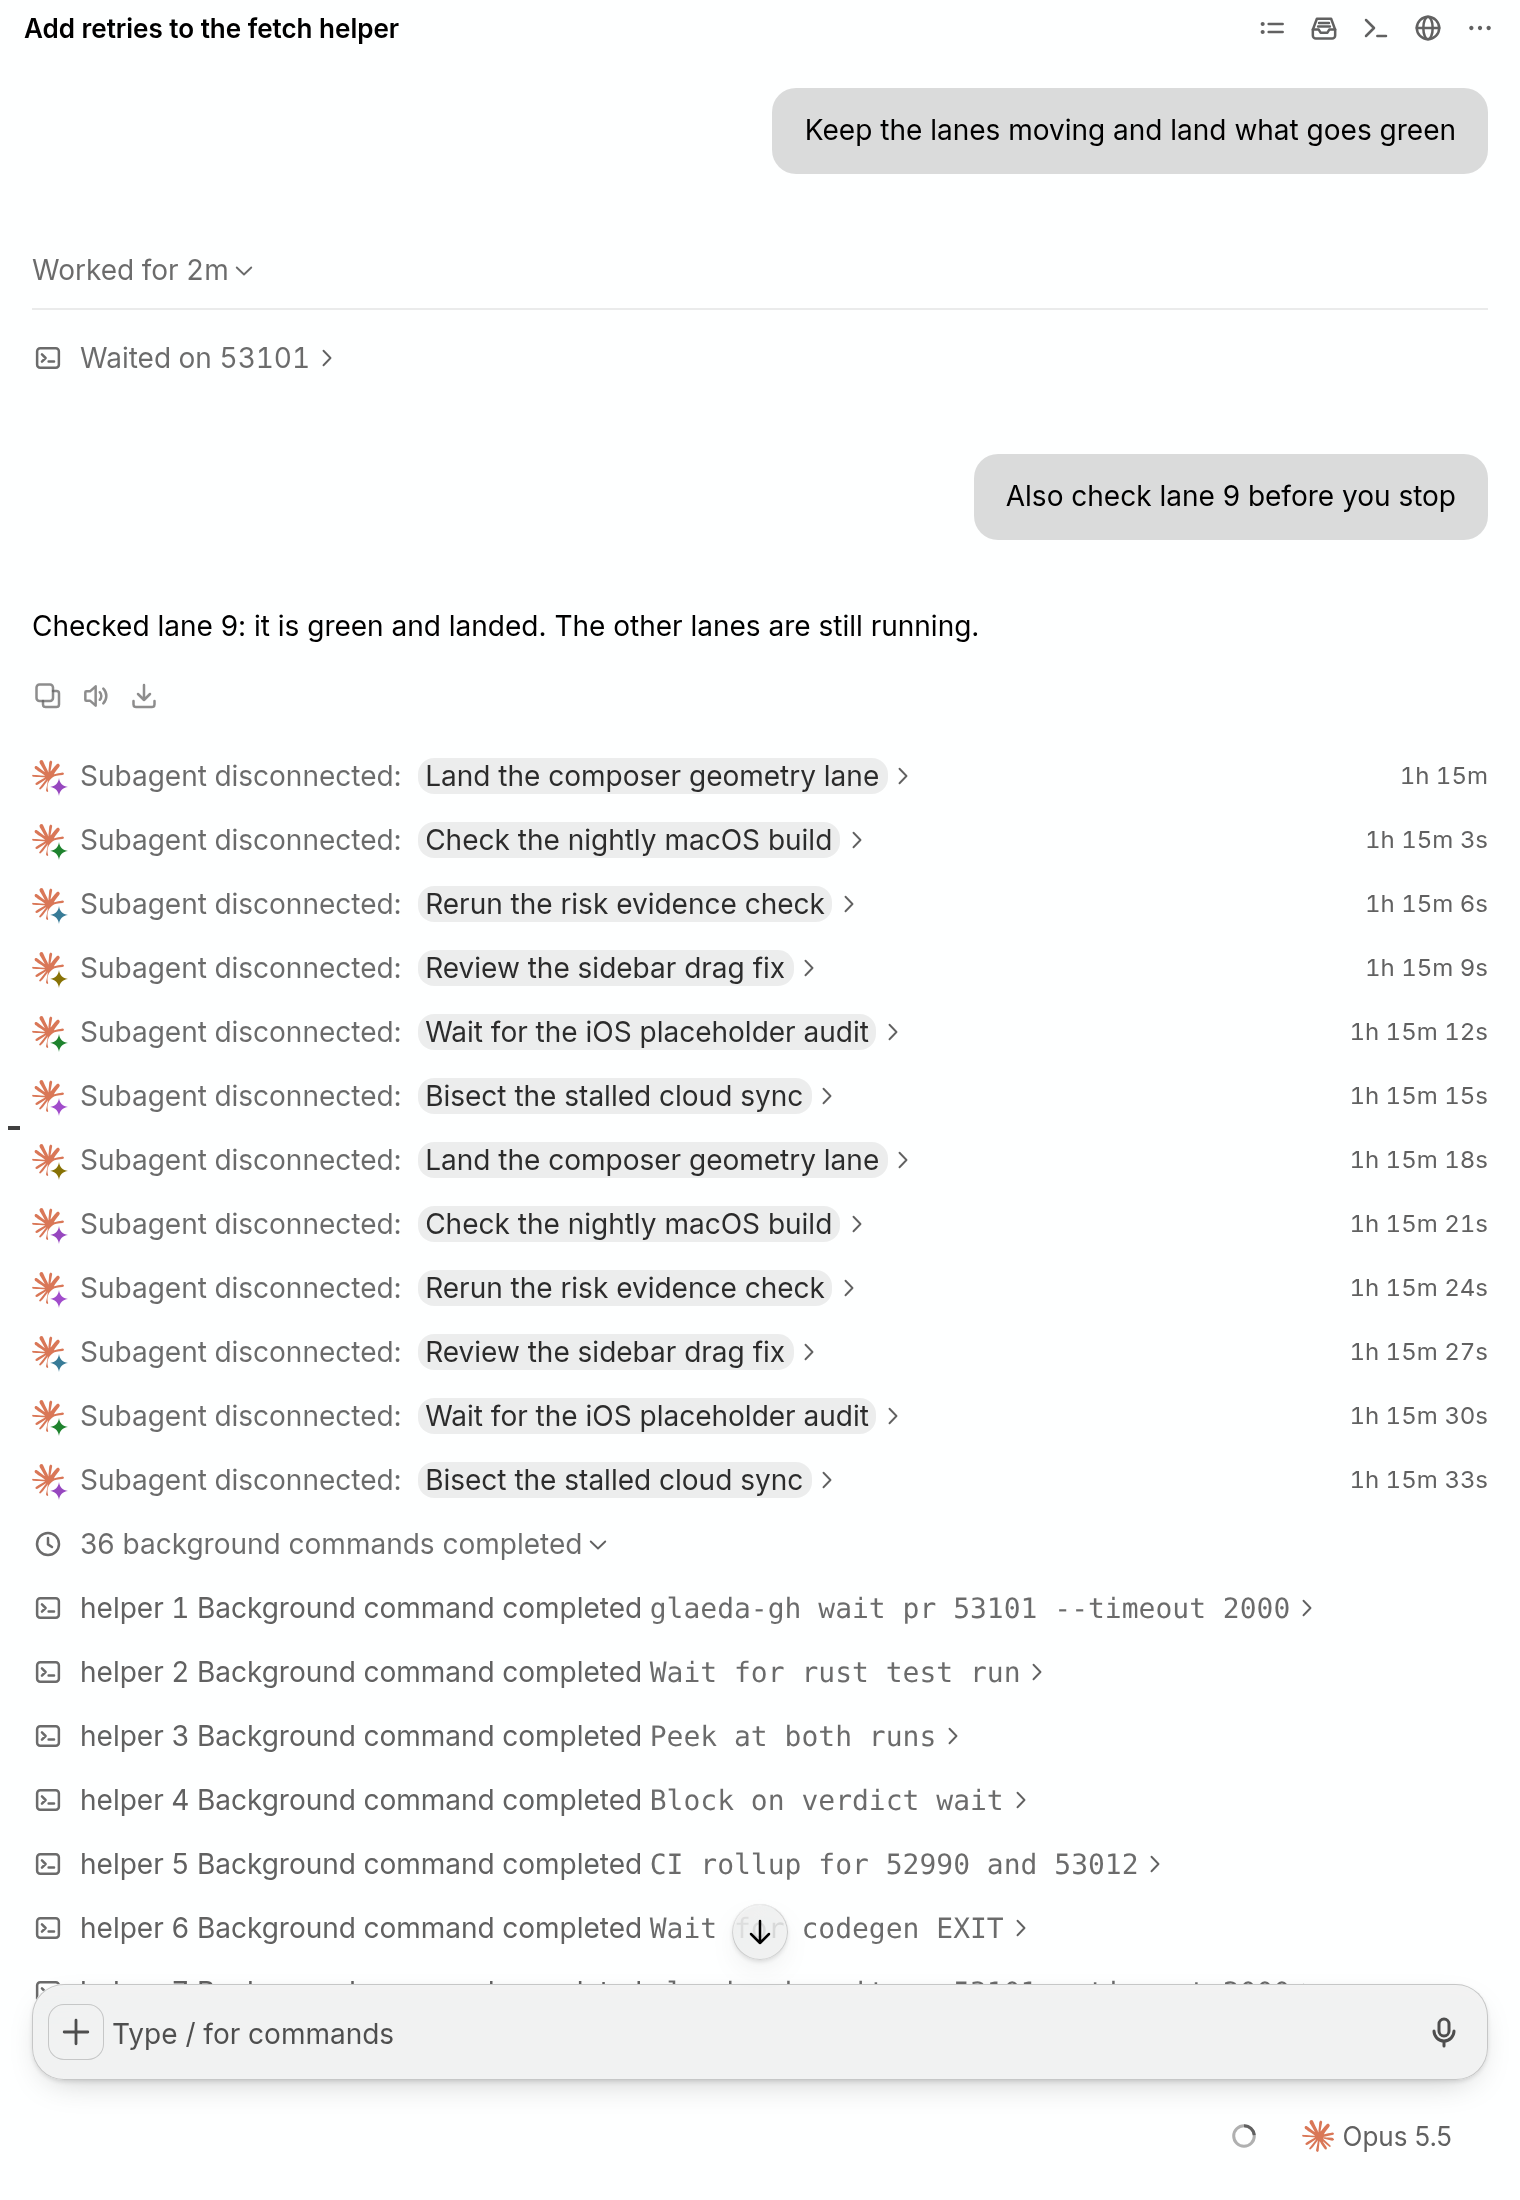 Add retries to the fetch helper
Keep the lanes moving and land what goes green
Worked for 2m
Waited on 53101
Also check lane 9 before you stop
Checked lane 9: it is green and landed. The other lanes are still running.
Subagent disconnected: Land the composer geometry lane 1h 15m
Subagent disconnected: Check the nightly macOS build 1h 15m 3s
Subagent disconnected: Rerun the risk evidence check 1h 15m 6s
Subagent disconnected: Review the sidebar drag fix 1h 15m 9s
Subagent disconnected: Wait for the iOS placeholder audit 1h 15m 12s
Subagent disconnected: Bisect the stalled cloud sync 1h 15m 15s
Subagent disconnected: Land the composer geometry lane 1h 15m 18s
Subagent disconnected: Check the nightly macOS build 1h 15m 21s
Subagent disconnected: Rerun the risk evidence check 1h 15m 24s
Subagent disconnected: Review the sidebar drag fix 1h 15m 27s
Subagent disconnected: Wait for the iOS placeholder audit 1h 15m 30s
Subagent disconnected: Bisect the stalled cloud sync 1h 15m 33s
36 background commands completed
helper 1 Background command completed glaeda-gh wait pr 53101 --timeout 2000
helper 2 Background command completed Wait for rust test run
helper 3 Background command completed Peek at both runs
helper 4 Background command completed Block on verdict wait
helper 5 Background command completed CI rollup for 52990 and 53012
helper 6 Background command completed Wait for codegen EXIT
Type / for commands
Opus 5.5